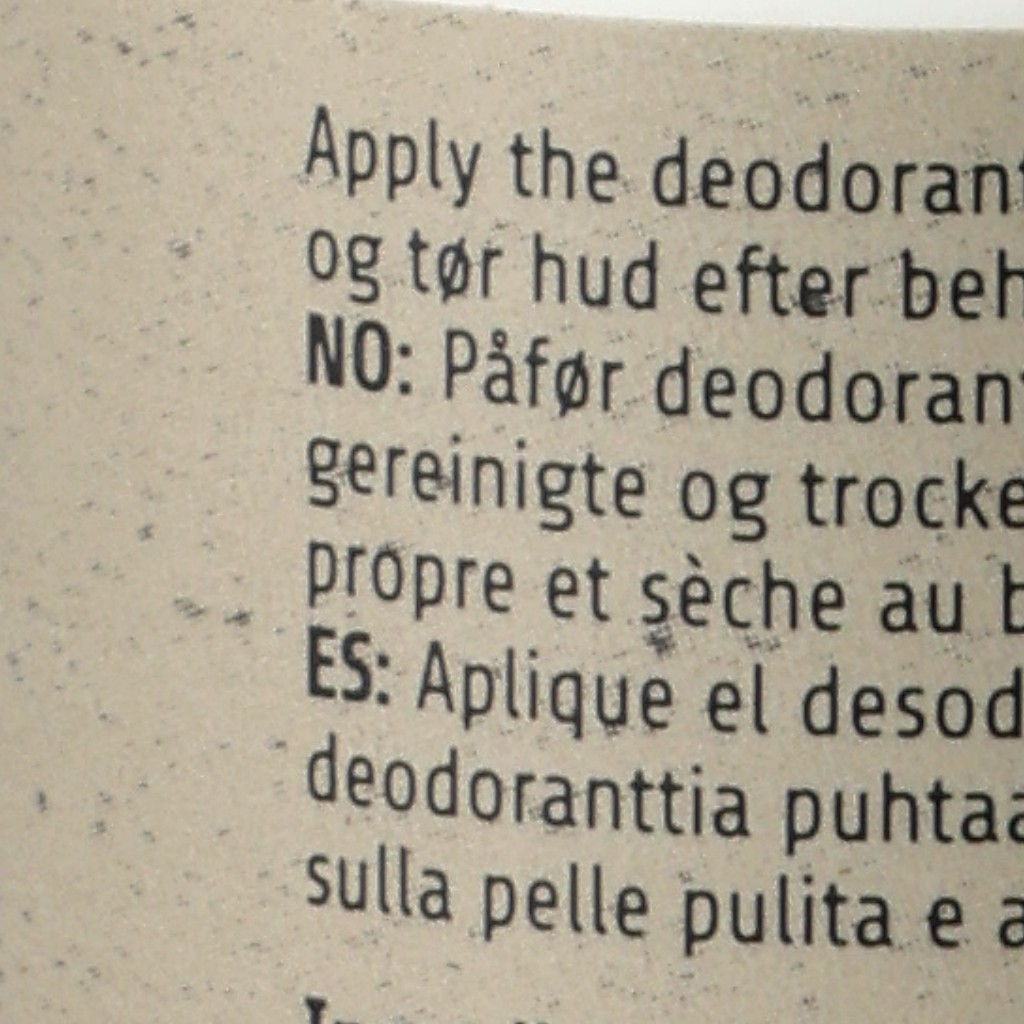 Apply the deodorant
og tør hud efter beh
NO: Påfør deodorant
gereinigte og trocke
propre et sèche au b
ES: Aplique el desod
deodoranttia puhtaa
sulla pelle pulita e a